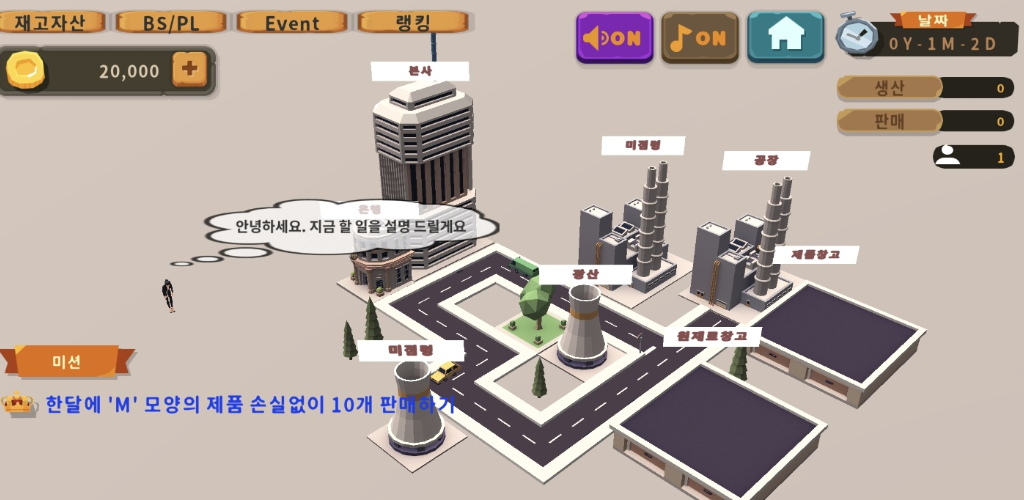 재고자산
BS/PL
Event
랭킹
ON
ON
날짜
0Y-1M-2D
20,000
생산
0
판매
0
1
본사
미점령
공장
은행
안녕하세요. 지금 할 일을 설명 드릴게요
제품창고
광산
원재료창고
미점령
미션
한달에 'M' 모양의 제품 손실없이 10개 판매하기